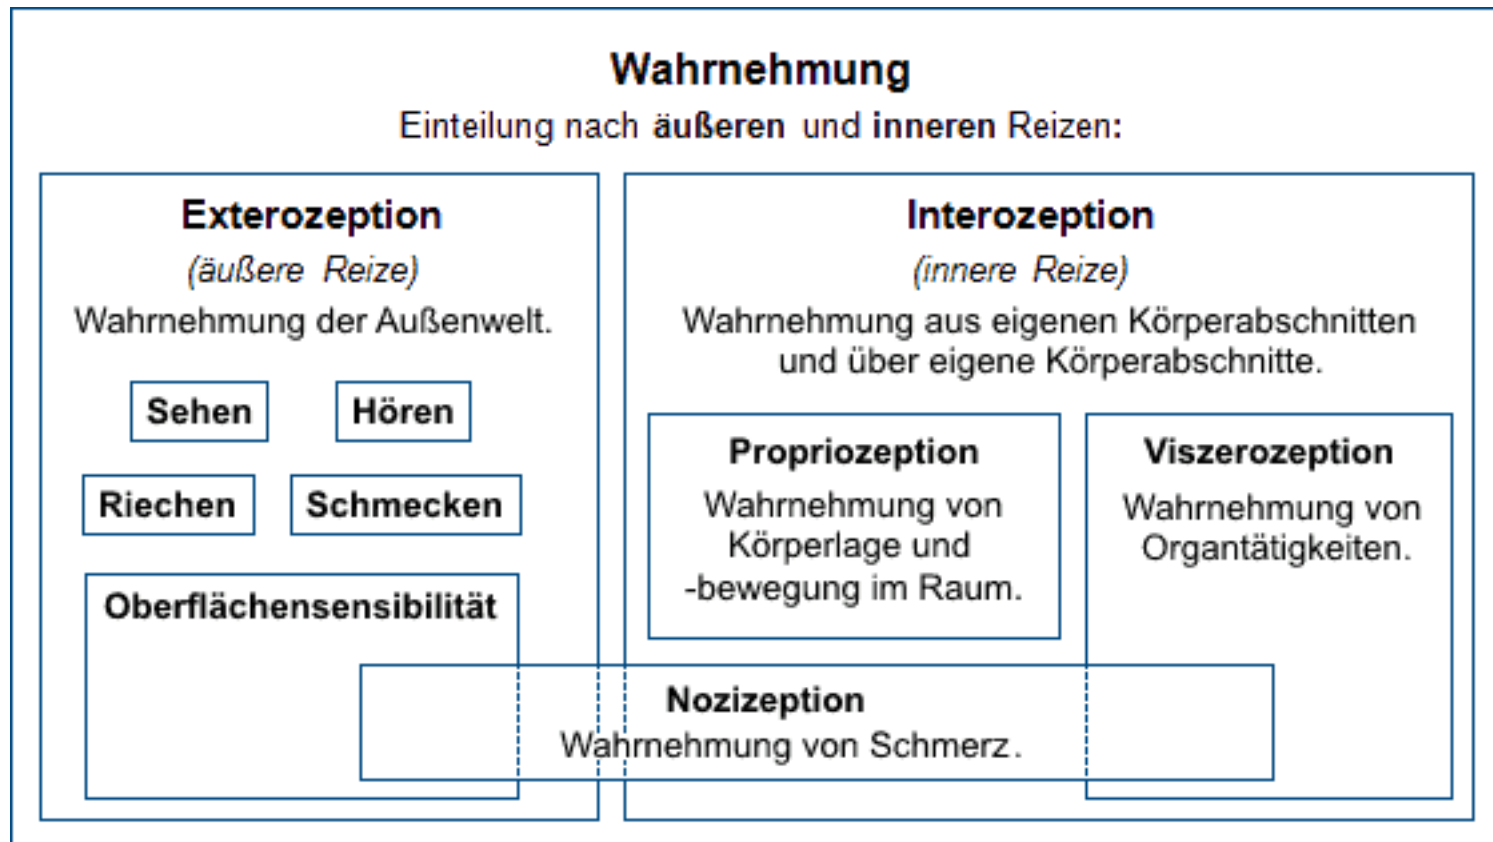 Wahrnehmung
Einteilung nach äußeren und inneren Reizen:
Exterozeption
(äußere Reize)
Wahrnehmung der Außenwelt.
Sehen
Hören
Riechen
Schmecken
Oberflächensensibilität
Interozeption
(innere Reize)
Wahrnehmung aus eigenen Körperabschnitten
und über eigene Körperabschnitte.
Propriozeption
Wahrnehmung von
Körperlage und
-bewegung im Raum.
Viszerozeption
Wahrnehmung von
Organtätigkeiten.
Nozizeption
Wahrnehmung von Schmerz.